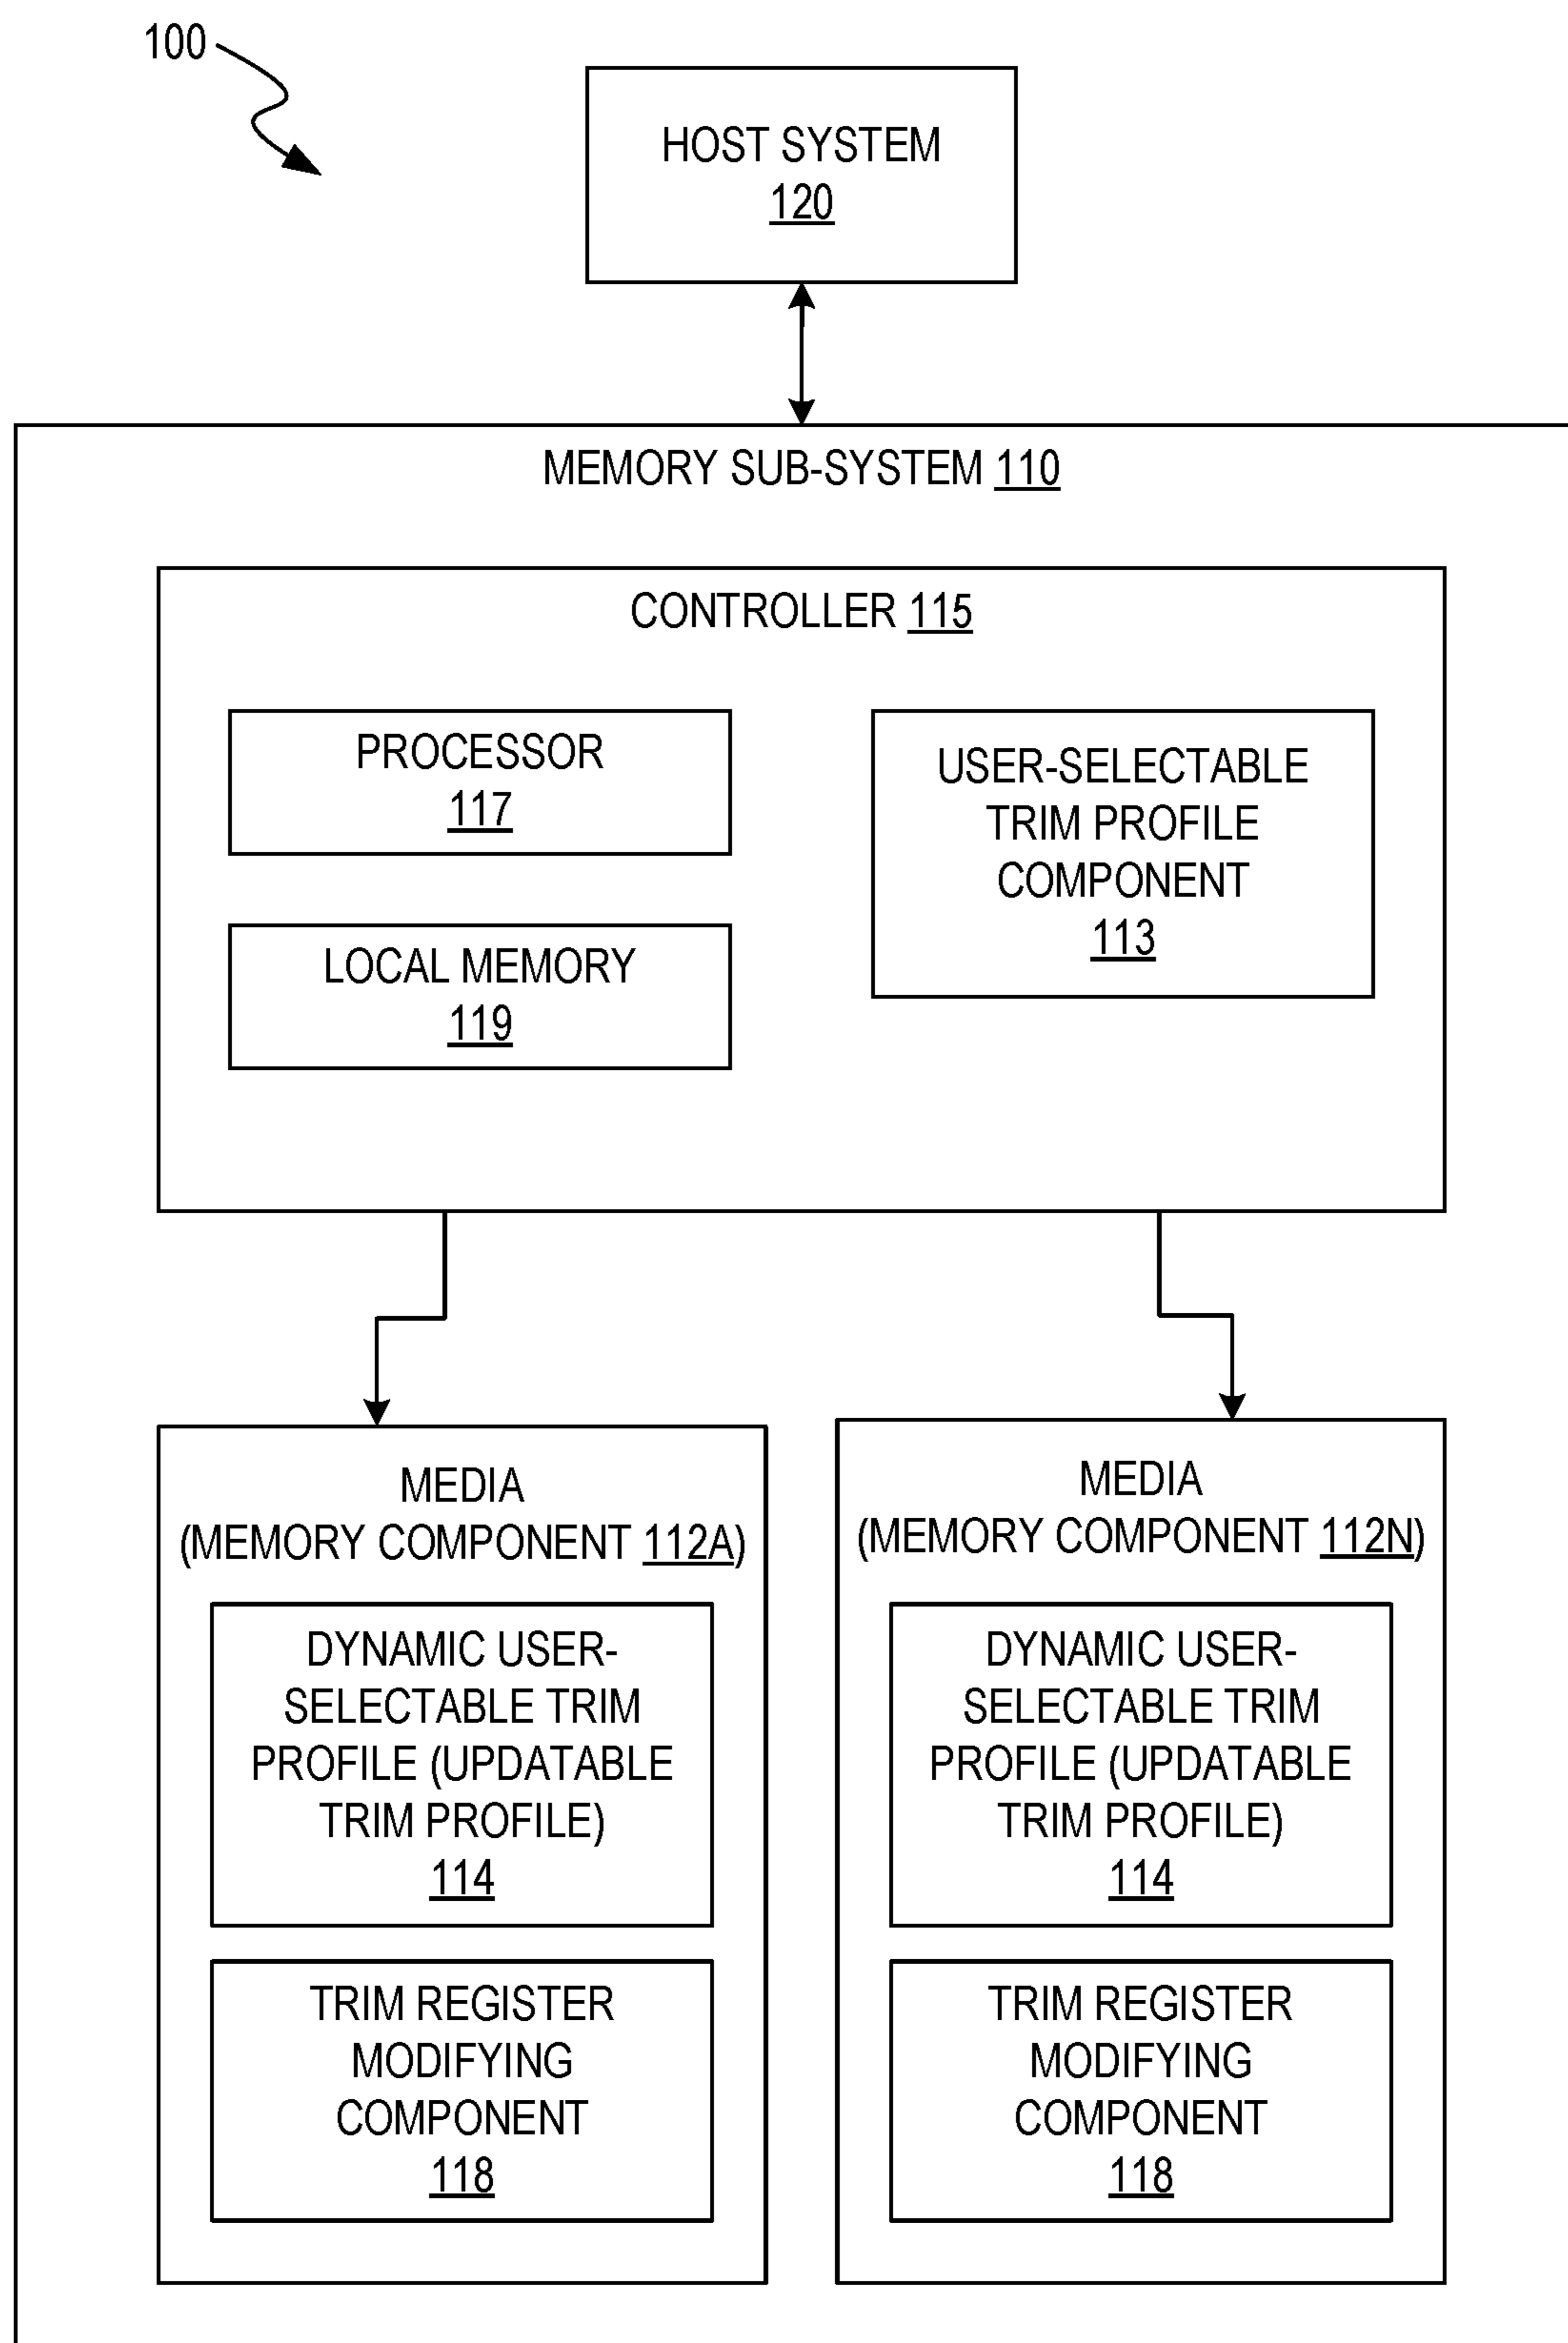 100
HOST SYSTEM
120
MEMORY SUB-SYSTEM 110
CONTROLLER 115
PROCESSOR
117
LOCAL MEMORY
119
USER-SELECTABLE
TRIM PROFILE
COMPONENT
113
MEDIA
(MEMORY COMPONENT 112A)
DYNAMIC USER-
SELECTABLE TRIM
PROFILE (UPDATABLE
TRIM PROFILE)
114
TRIM REGISTER
MODIFYING
COMPONENT
118
MEDIA
(MEMORY COMPONENT 112N)
DYNAMIC USER-
SELECTABLE TRIM
PROFILE (UPDATABLE
TRIM PROFILE)
114
TRIM REGISTER
MODIFYING
COMPONENT
118